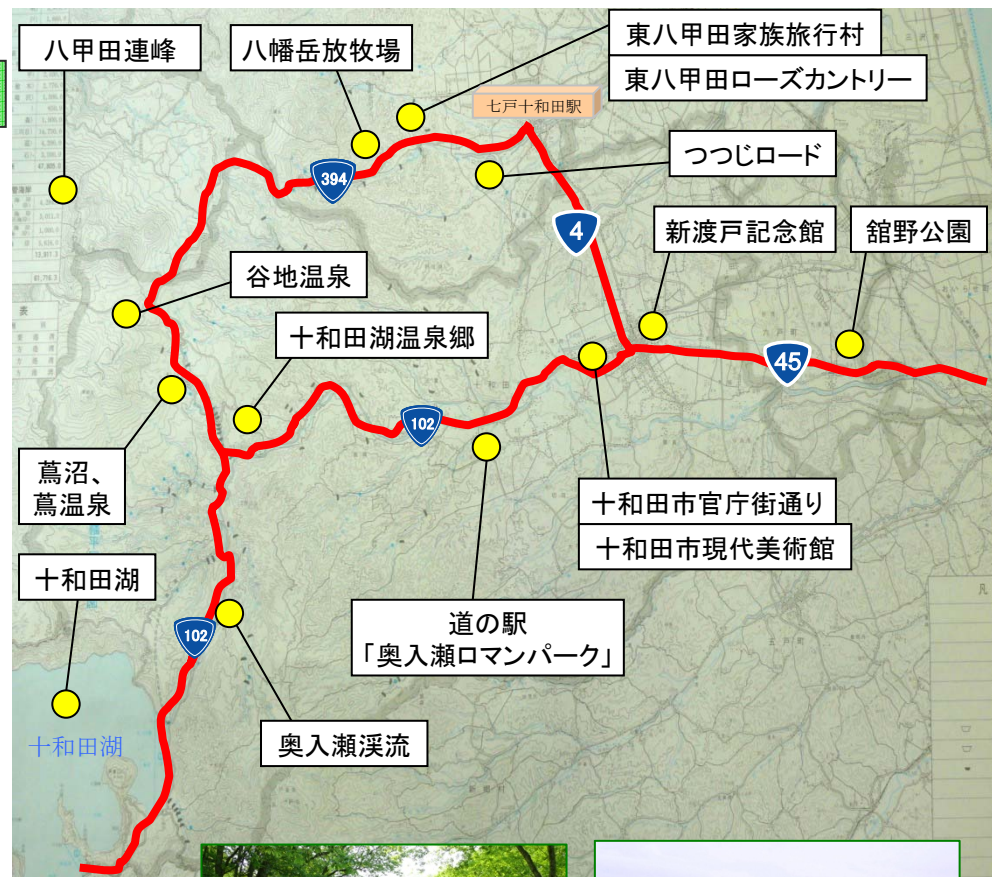 八甲田連峰
八幡岳放牧場
東八甲田家族旅行村
東八甲田ローズカントリー
七戸十和田駅
つつじロード
394
4
新渡戸記念館
舘野公園
谷地温泉
十和田湖温泉郷
45
102
蔦沼、
蔦温泉
十和田市官庁街通り
十和田市現代美術館
十和田湖
道の駅
「奥入瀬ロマンパーク」
102
奥入瀬渓流
十和田湖